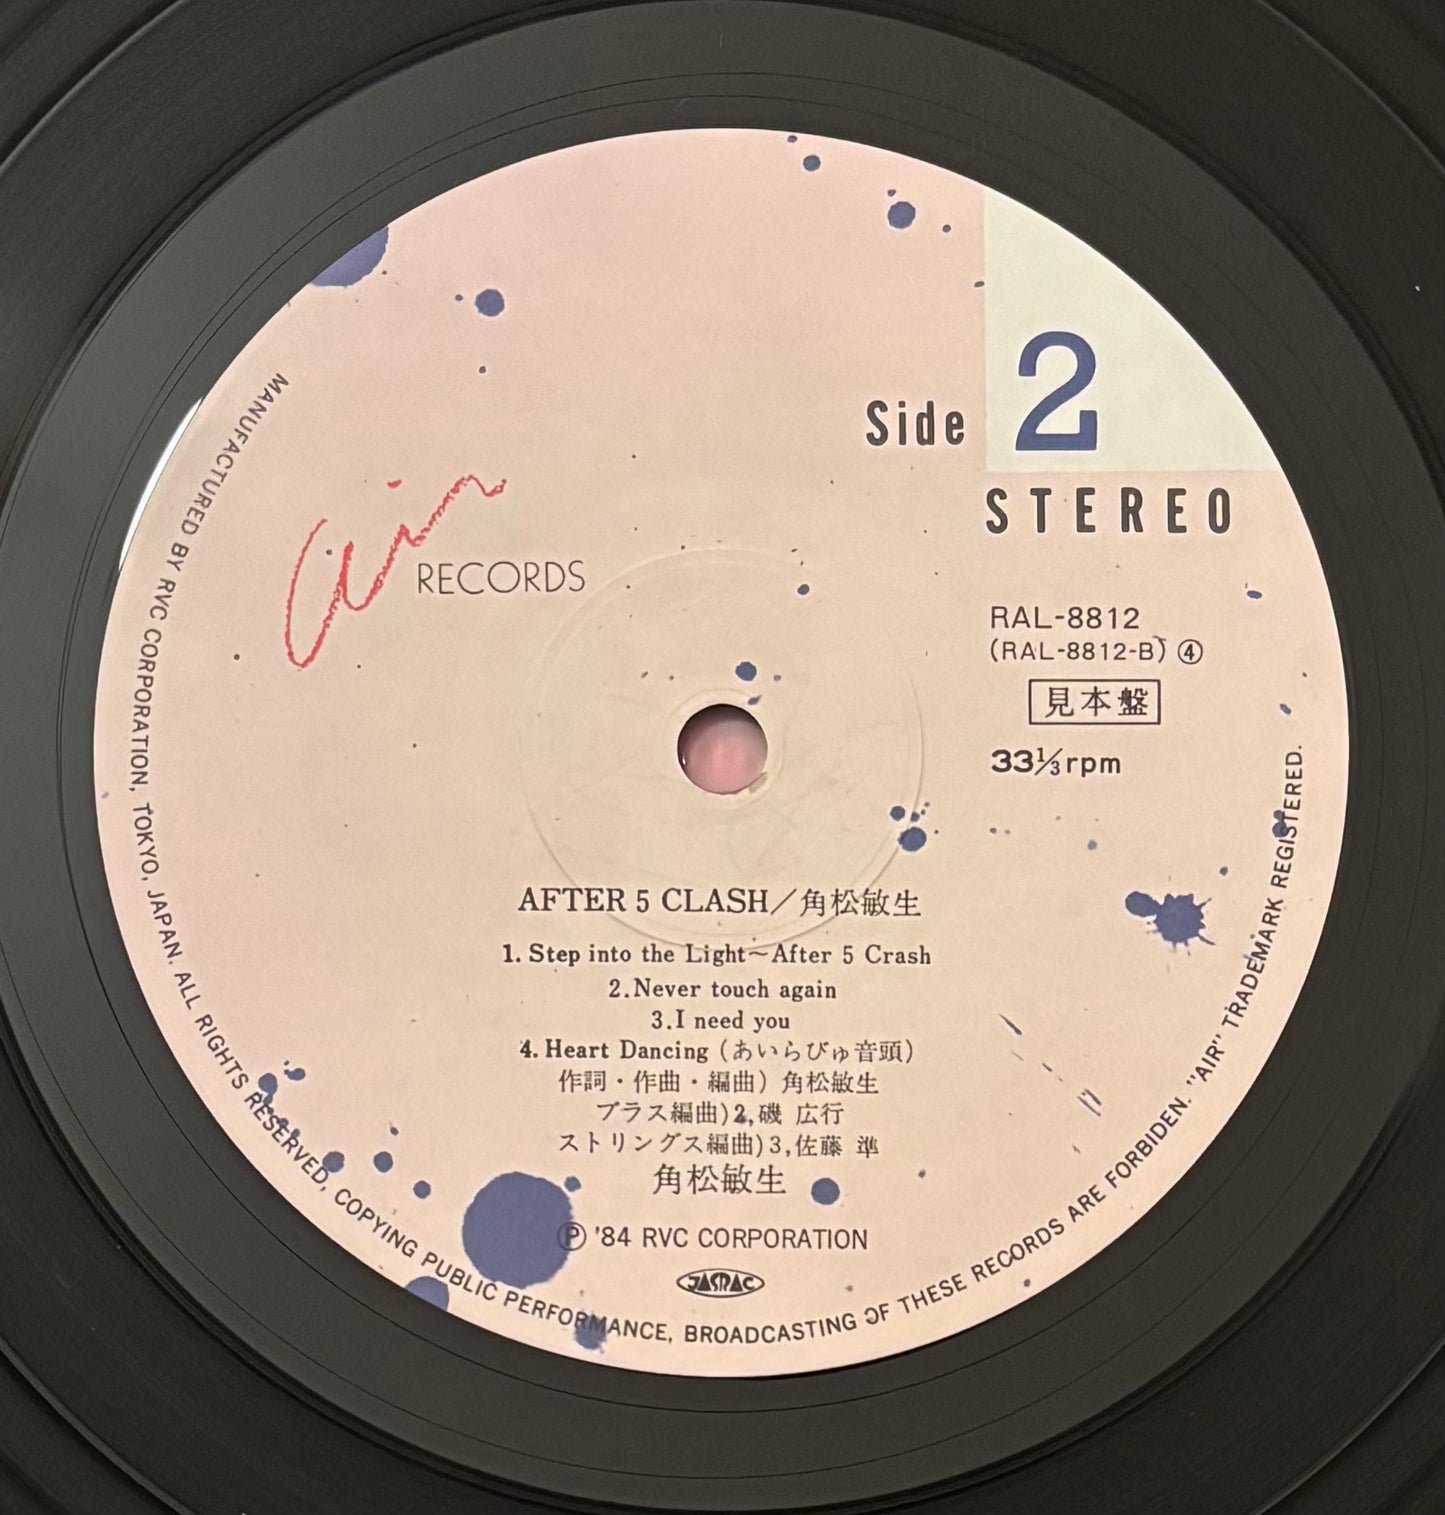 Side 2
STEREO
air
RECORDS
RAL-8812
(RAL-8812-B) ④
見本盤
33⅓rpm
AFTER 5 CLASH／角松敏生
1. Step into the Light～After 5 Crash
2.Never touch again
3.I need you
4. Heart Dancing (あいらびゅ音頭)
作詞・作曲・編曲) 角松敏生
ブラス編曲)2,磯 広行
ストリングス編曲)3,佐藤 準
角松敏生
Ⓟ '84 RVC CORPORATION
JASRAC
MANUFACTURED BY RVC CORPORATION, TOKYO, JAPAN. ALL RIGHTS RESERVED, COPYING PUBLIC PERFORMANCE, BROADCASTING OF THESE RECORDS ARE FORBIDEN. "AIR" TRADEMARK REGISTERED.